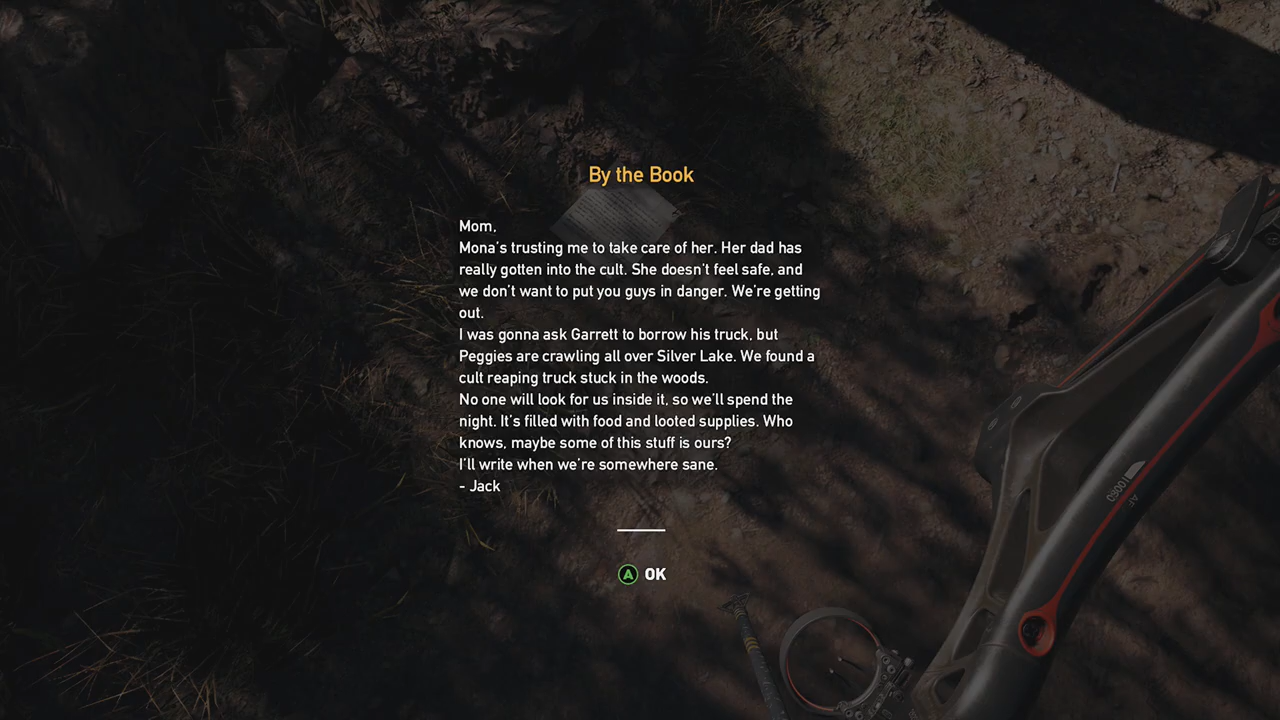 By the Book
Mom,
Mona's trusting me to take care of her. Her dad has
really gotten into the cult. She doesn't feel safe, and
we don't want to put you guys in danger. We're getting
out.
I was gonna ask Garrett to borrow his truck, but
Peggies are crawling all over Silver Lake. We found a
cult reaping truck stuck in the woods.
No one will look for us inside it, so we'll spend the
night. It's filled with food and looted supplies. Who
knows, maybe some of this stuff is ours?
I'll write when we're somewhere sane.
- Jack
A OK